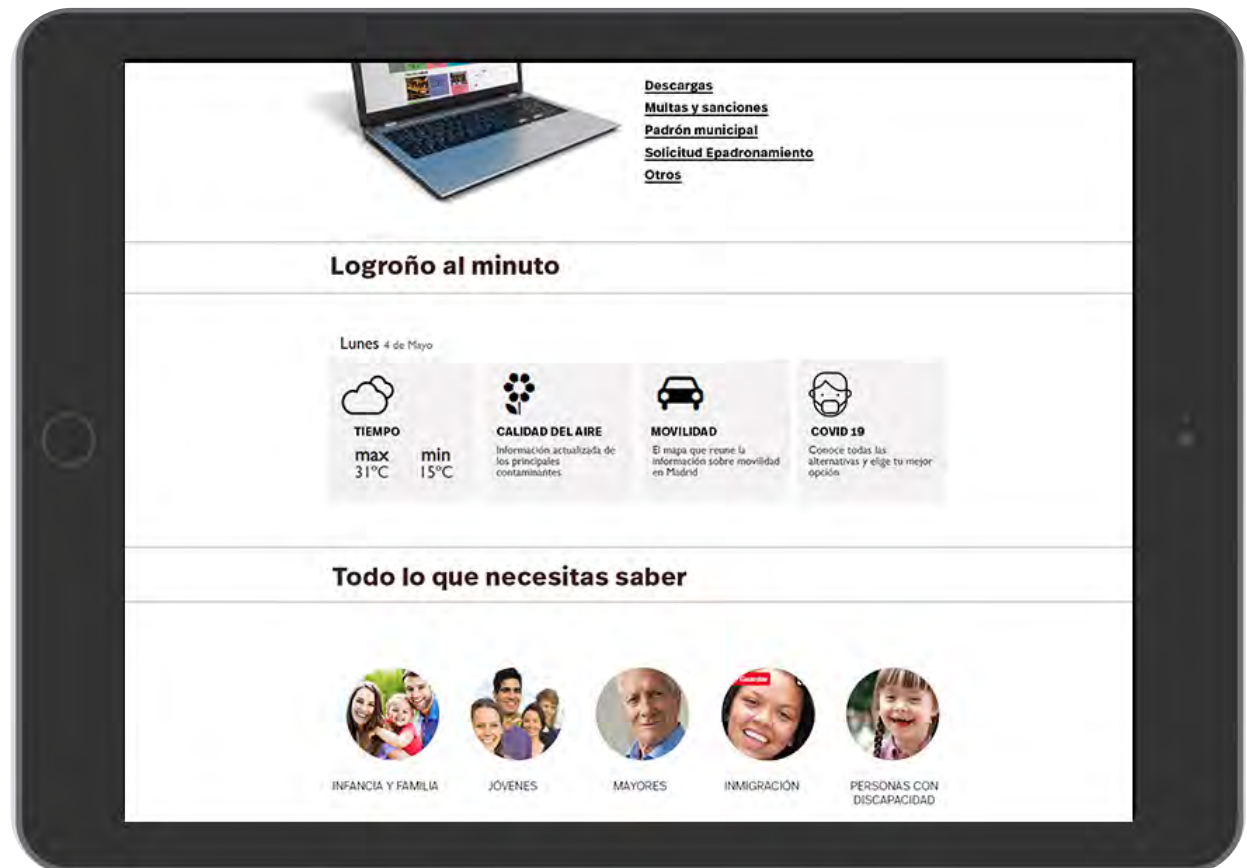 Descargas
Multas y sanciones
Padrón municipal
Solicitud Epadronamiento
Otros
Logroño al minuto
Lunes 4 de Mayo
TIEMPO
max min
31ºC 15ºC
CALIDAD DEL AIRE
Información actualizada de
los principales
contaminantes
MOVILIDAD
El mapa que reune la
información sobre movilidad
en Madrid
COVID 19
Conoce todas las
alternativas y elige tu mejor
opción
Todo lo que necesitas saber
Guardar
INFANCIA Y FAMILIA
JÓVENES
MAYORES
INMIGRACIÓN
PERSONAS CON
DISCAPACIDAD